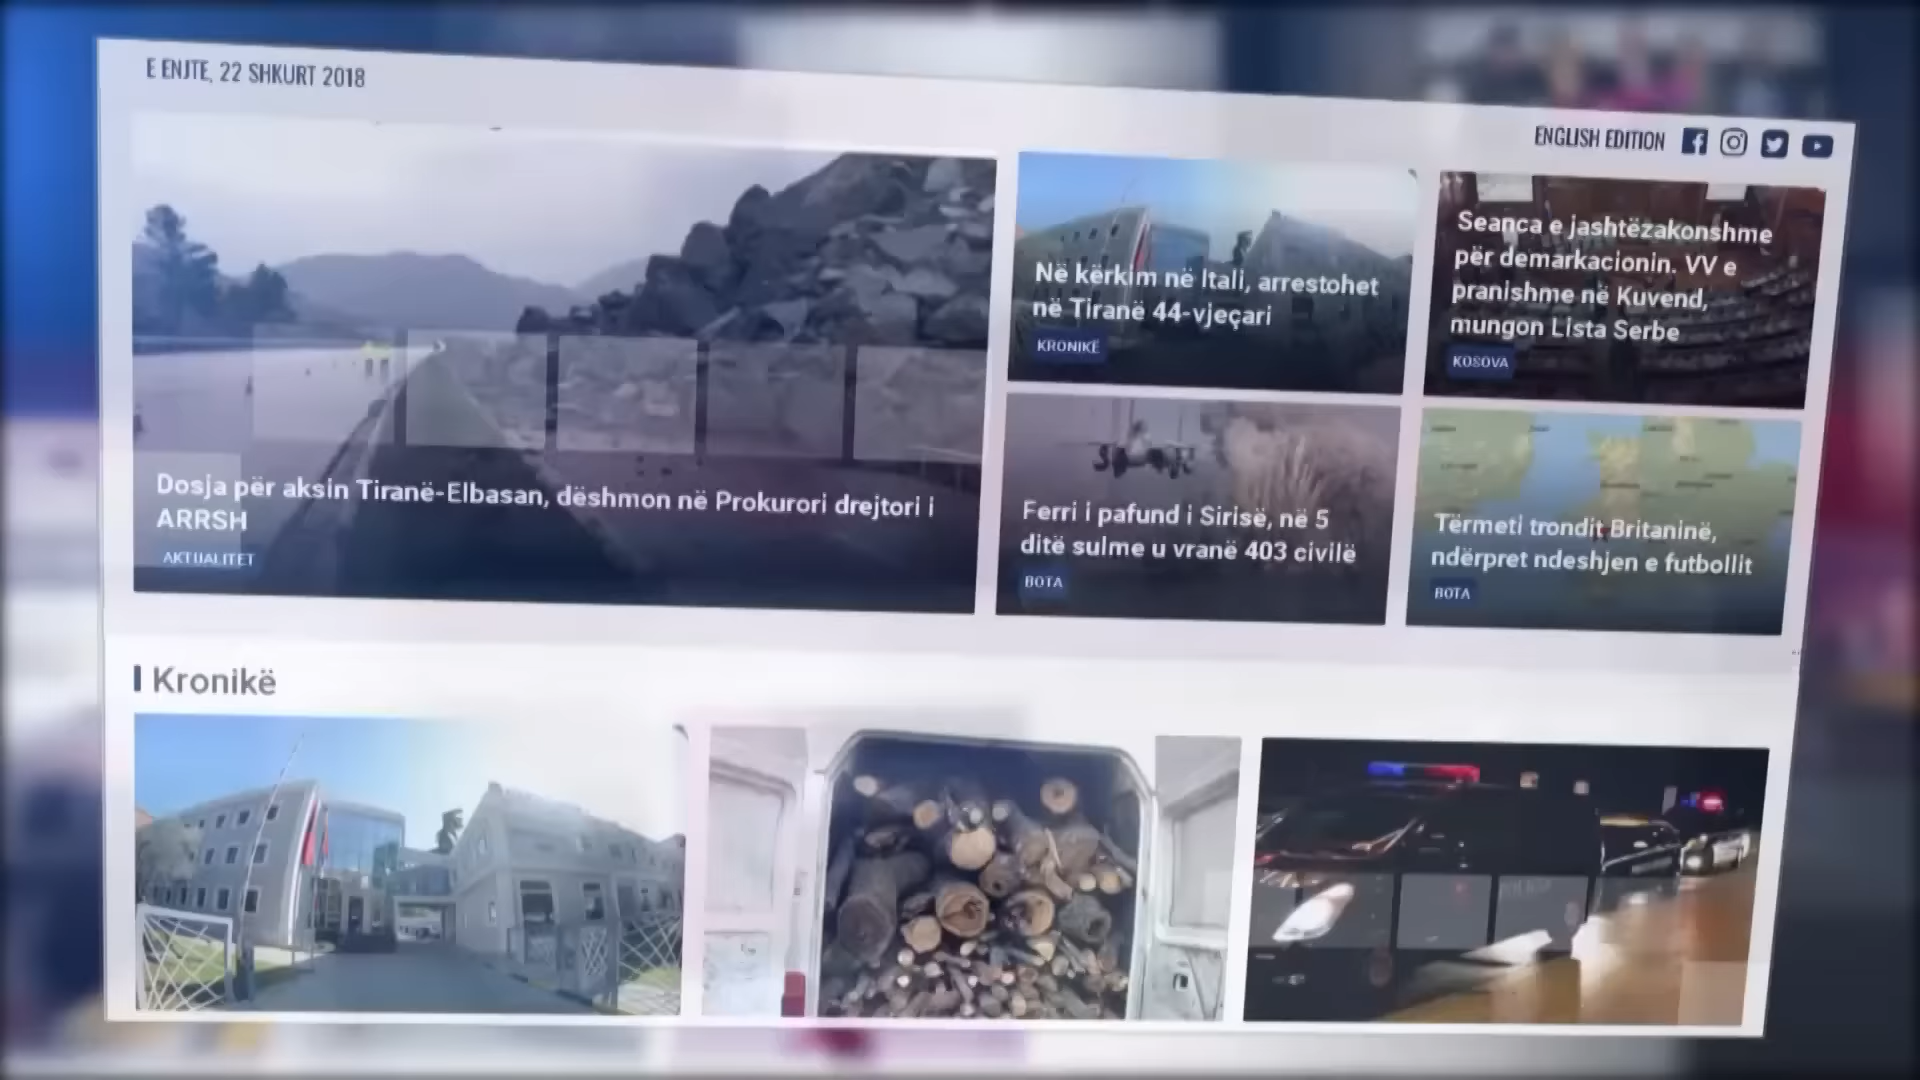 E ENJTE, 22 SHKURT 2018
ENGLISH EDITION
Dosja për aksin Tiranë-Elbasan, dëshmon në Prokurori drejtori i
ARRSH
AKTUALITET
Në kërkim në Itali, arrestohet
në Tiranë 44-vjeçari
KRONIKË
Seanca e jashtëzakonshme
për demarkacionin. VV e
pranishme në Kuvend,
mungon Lista Serbe
KOSOVA
Ferri i pafund i Sirisë, në 5
ditë sulme u vranë 403 civilë
BOTA
Tërmeti trondit Britaninë,
ndërpret ndeshjen e futbollit
BOTA
Kronikë